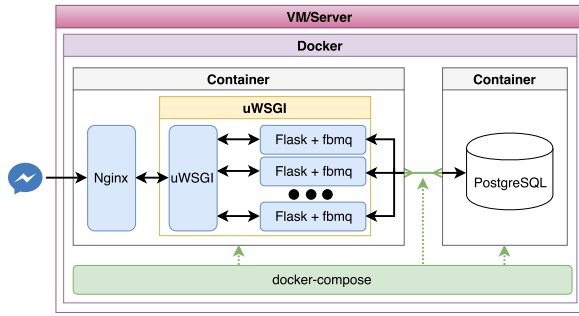 VM/Server
Docker
Container
Container
uWSGI
Nginx
uWSGI
Flask + fbmq
Flask + fbmq
Flask + fbmq
PostgreSQL
docker-compose